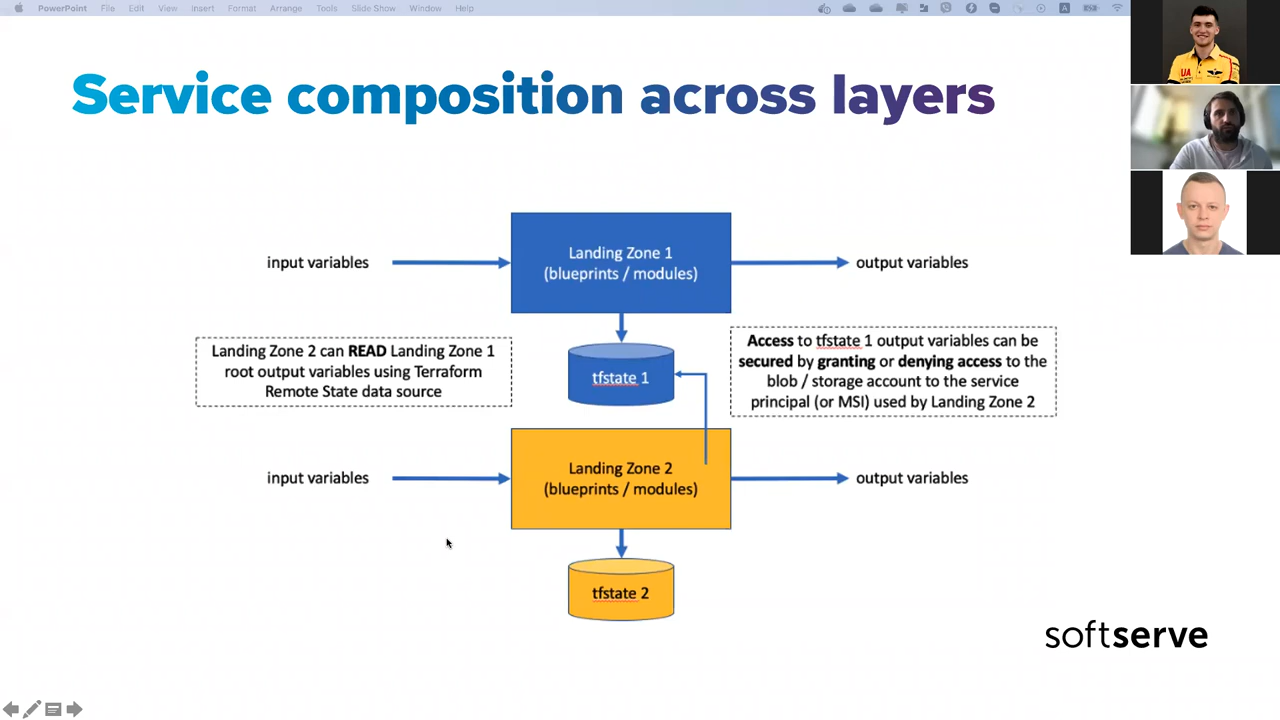 PowerPoint File Edit View Insert Format Arrange Tools Slide Show Window Help
Service composition across layers
input variables
Landing Zone 1
(blueprints / modules)
output variables
Landing Zone 2 can READ Landing Zone 1
root output variables using Terraform
Remote State data source
tfstate 1
Access to tfstate 1 output variables can be
secured by granting or denying access to the
blob / storage account to the service
principal (or MSI) used by Landing Zone 2
input variables
Landing Zone 2
(blueprints / modules)
output variables
tfstate 2
softserve
UA